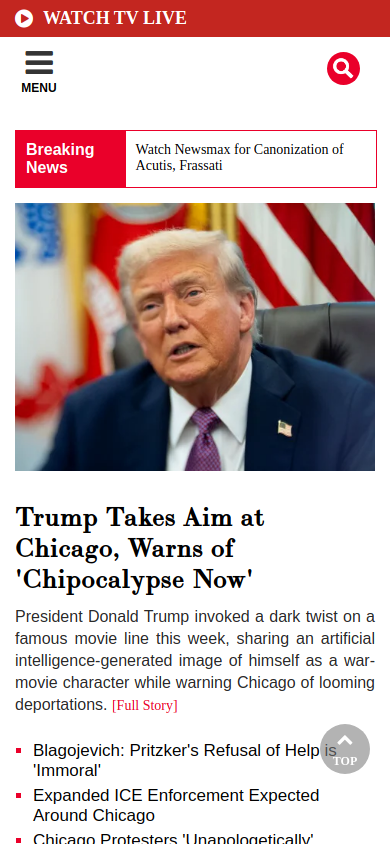 WATCH TV LIVE
MENU
Breaking
News
Watch Newsmax for Canonization of
Acutis, Frassati
Trump Takes Aim at
Chicago, Warns of
'Chipocalypse Now'
President Donald Trump invoked a dark twist on a
famous movie line this week, sharing an artificial
intelligence-generated image of himself as a war-
movie character while warning Chicago of looming
deportations. [Full Story]
Blagojevich: Pritzker's Refusal of Help is
'Immoral'
TOP
Expanded ICE Enforcement Expected
Around Chicago
Chicago Protesters 'Unapologetically'